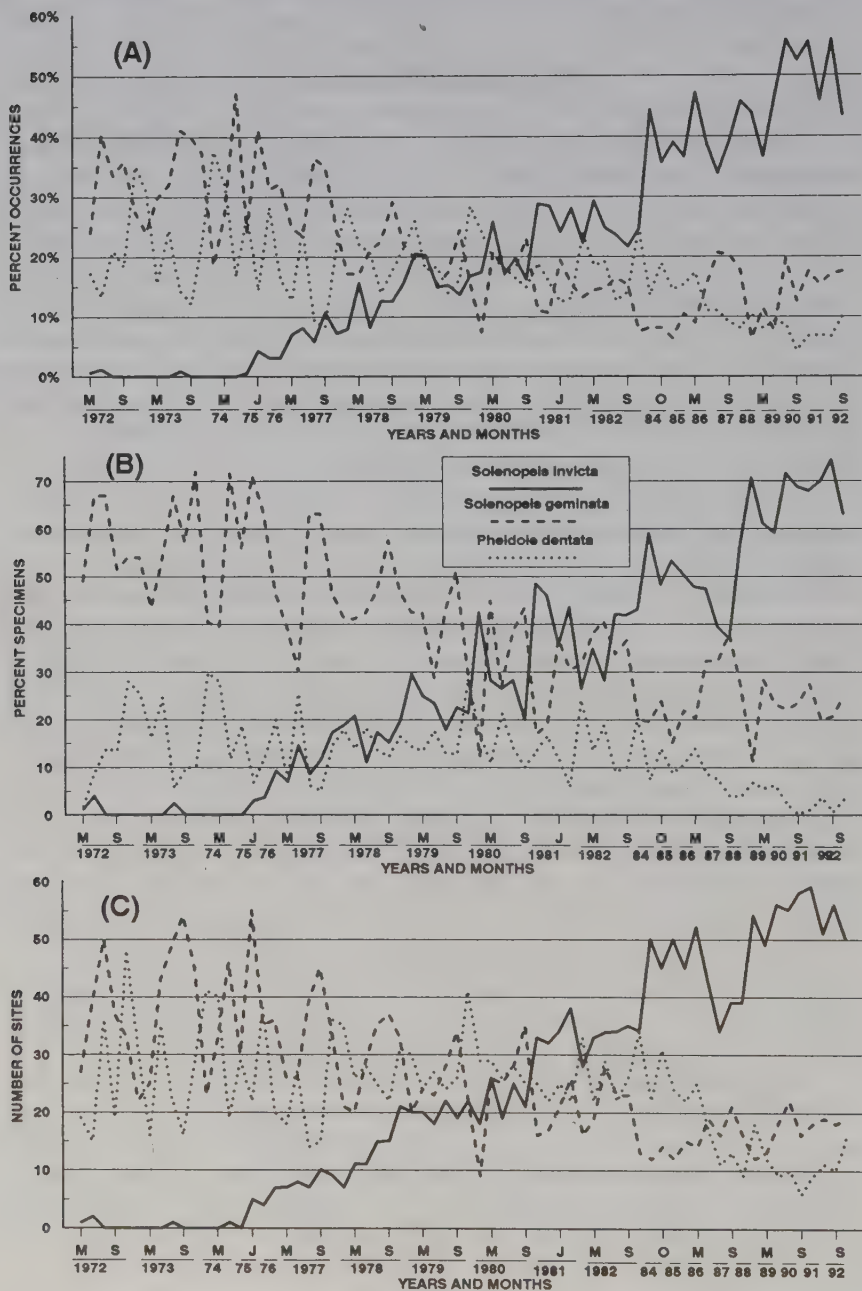 (A)
PERCENT OCCURRENCES
60%
50%
40%
30%
20%
10%
0%
M S M S M J M S M S M S M S J M S O M S M S S
1972 1973 74 75 76 1977 1978 1979 1980 1981 1982 84 85 86 87 88 89 90 91 92
YEARS AND MONTHS
(B)
PERCENT SPECIMENS
70
60
50
40
30
20
10
0
Solenopsis invicta
Solenopsis geminata
Pheidole dentata
M S M S M J M S M S M S M S J M S O M S M S S
1972 1973 74 75 76 1977 1978 1979 1980 1981 1982 84 85 86 87 88 89 90 91 92
YEARS AND MONTHS
(C)
NUMBER OF SITES
60
50
40
30
20
10
0
M S M S M J M S M S M S M S J M S O M S M S S
1972 1973 74 75 76 1977 1978 1979 1980 1981 1982 84 85 86 87 88 89 90 91 92
YEARS AND MONTHS